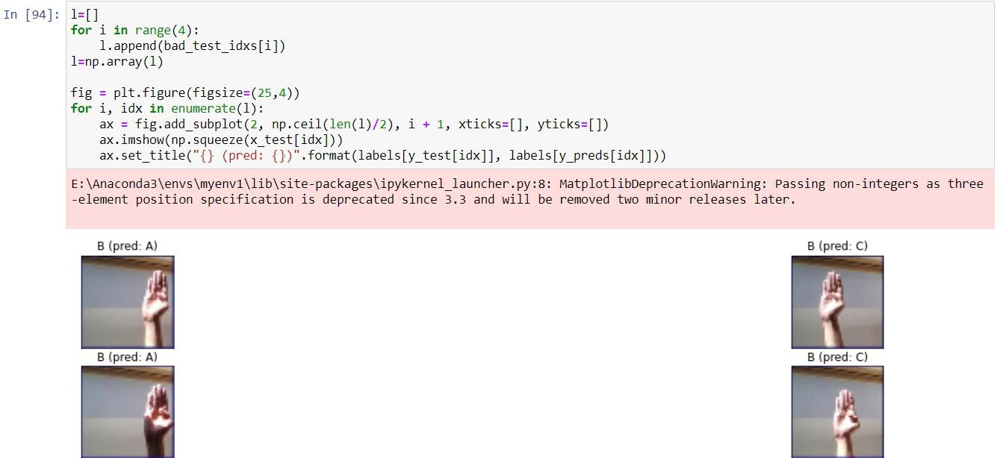 In [94]: l=[]
for i in range(4):
    l.append(bad_test_idxs[i])
l=np.array(l)

fig = plt.figure(figsize=(25,4))
for i, idx in enumerate(l):
    ax = fig.add_subplot(2, np.ceil(len(l)/2), i + 1, xticks=[], yticks=[])
    ax.imshow(np.squeeze(x_test[idx]))
    ax.set_title("{} (pred: {})".format(labels[y_test[idx]], labels[y_preds[idx]]))
E:\Anaconda3\envs\myenv1\lib\site-packages\ipykernel_launcher.py:8: MatplotlibDeprecationWarning: Passing non-integers as three
-element position specification is deprecated since 3.3 and will be removed two minor releases later.
B (pred: A)
B (pred: C)
B (pred: A)
B (pred: C)